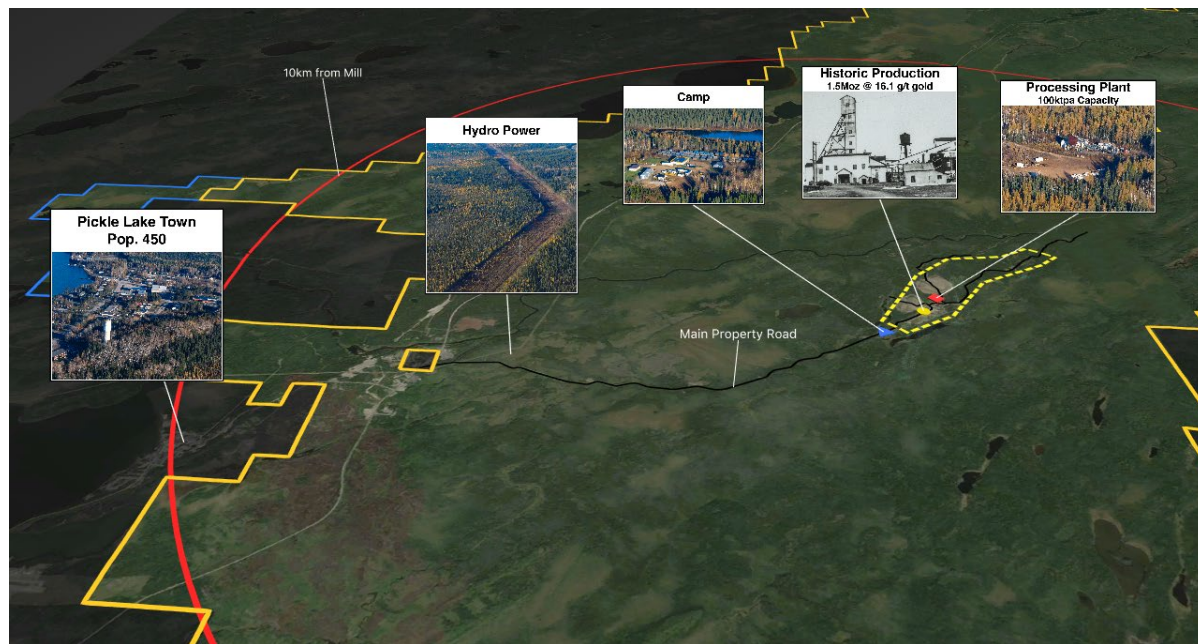 10km from Mill
Historic Production
1.5Moz @ 16.1 g/t gold
Processing Plant
100ktpa Capacity
Camp
Hydro Power
Pickle Lake Town
Pop. 450
Main Property Road